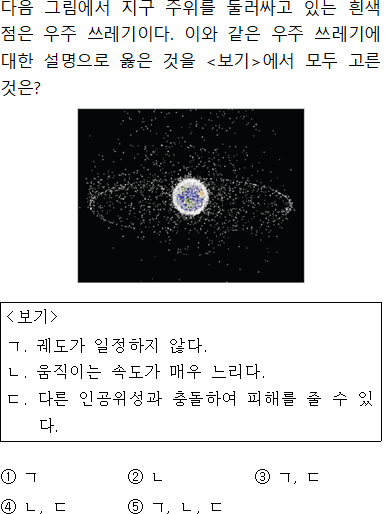 다음 그림에서 지구 주위를 둘러싸고 있는 흰색
점은 우주 쓰레기이다. 이와 같은 우주 쓰레기에
대한 설명으로 옳은 것을 <보기>에서 모두 고른
것은?
<보기>
ㄱ. 궤도가 일정하지 않다.
ㄴ. 움직이는 속도가 매우 느리다.
ㄷ. 다른 인공위성과 충돌하여 피해를 줄 수 있
다.
① ㄱ ② ㄴ ③ ㄱ, ㄷ
④ ㄴ, ㄷ ⑤ ㄱ, ㄴ, ㄷ